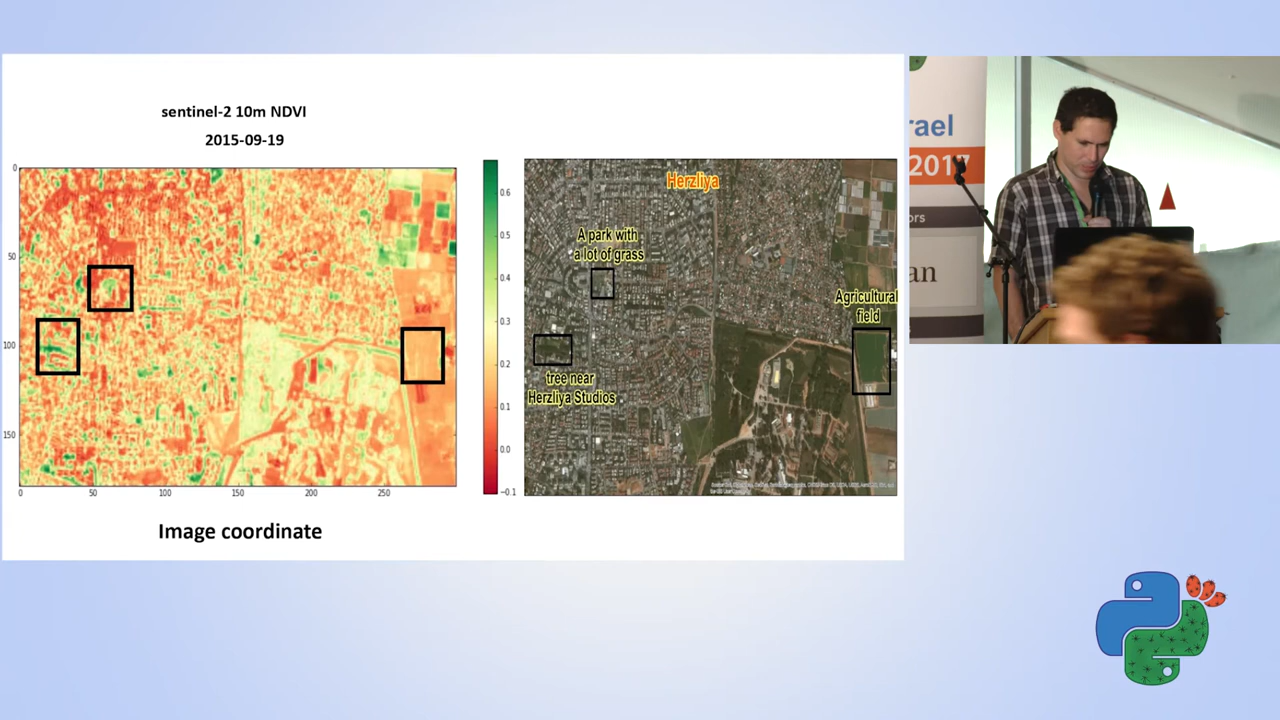 sentinel-2 10m NDVI
2015-09-19
0
50
100
150
0
50
100
150
200
250
0.6
0.5
0.4
0.3
0.2
0.1
0.0
−0.1
Image coordinate
Herzliya
A park with
a lot of grass
Agricultural
field
tree near
Herzliya Studios
rael
2017
ors
an